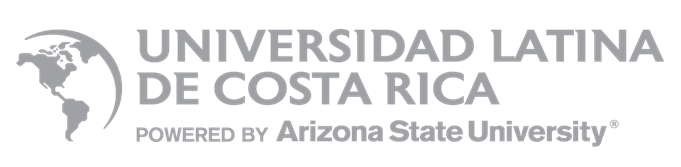 UNIVERSIDAD LATINA
DE COSTA RICA
POWERED BY Arizona State University®